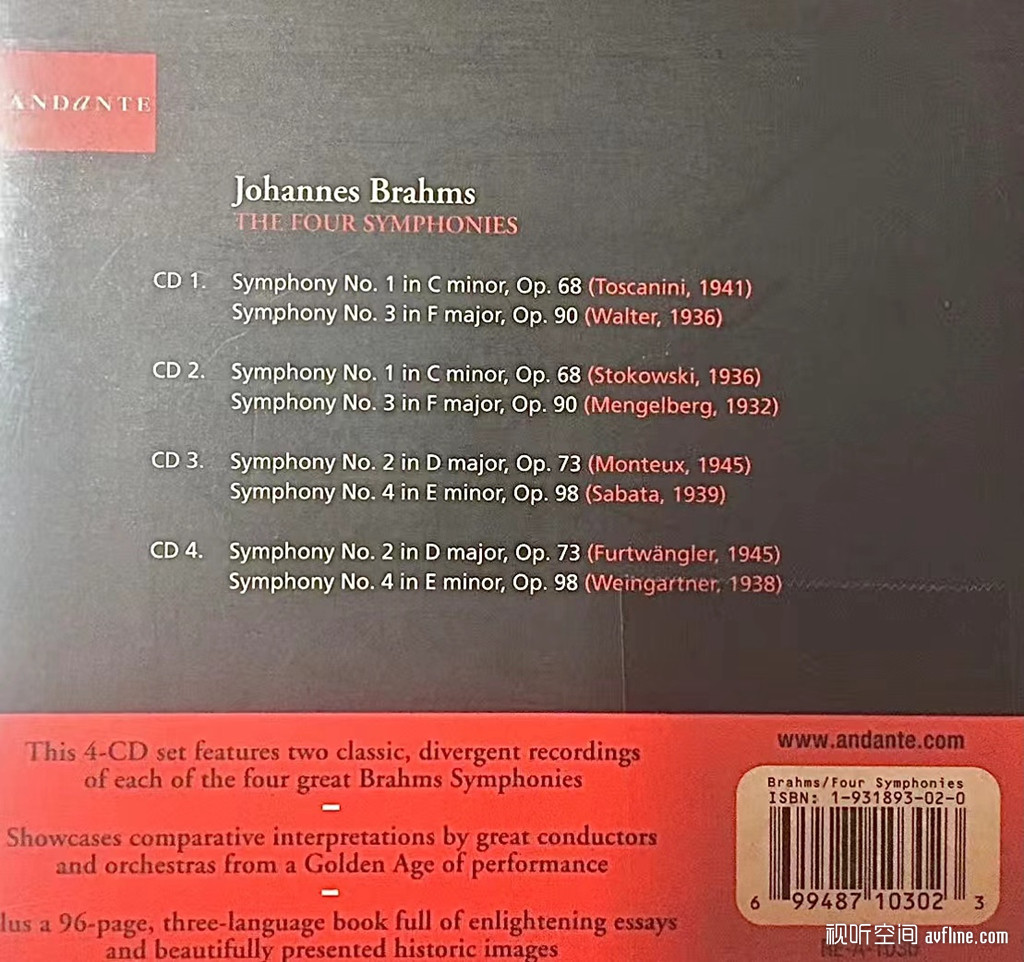 ANDaNTE
Johannes Brahms
THE FOUR SYMPHONIES
CD 1. Symphony No. 1 in C minor, Op. 68 (Toscanini, 1941)
Symphony No. 3 in F major, Op. 90 (Walter, 1936)
CD 2. Symphony No. 1 in C minor, Op. 68 (Stokowski, 1936)
Symphony No. 3 in F major, Op. 90 (Mengelberg, 1932)
CD 3. Symphony No. 2 in D major, Op. 73 (Monteux, 1945)
Symphony No. 4 in E minor, Op. 98 (Sabata, 1939)
CD 4. Symphony No. 2 in D major, Op. 73 (Furtwängler, 1945)
Symphony No. 4 in E minor, Op. 98 (Weingartner, 1938)
This 4-CD set features two classic, divergent recordings
of each of the four great Brahms Symphonies
Showcases comparative interpretations by great conductors
and orchestras from a Golden Age of performance
lus a 96-page, three-language book full of enlightening essays
and beautifully presented historic images
www.andante.com
Brahms/Four Symphonies
ISBN: 1-931893-02-0
6 99487 10302 3
视听空间 avfline.com